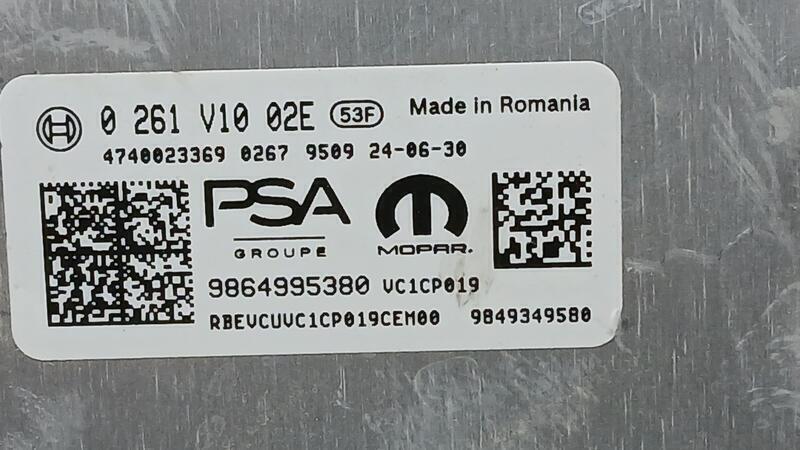 0 261 V10 02E 53F Made in Romania
4740023369 0267 9509 24-06-30
PSA
GROUPE
MOPAR.
9864995380 VC1CP019
RBEVCUVC1CP019CEM00 9849349580